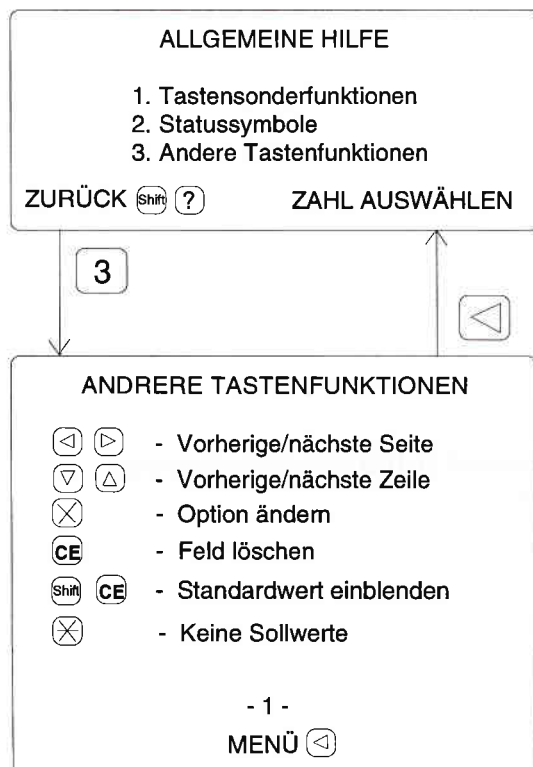 ALLGEMEINE HILFE
1. Tastensonderfunktionen
2. Statussymbole
3. Andere Tastenfunktionen
ZURÜCK Shift ? ZAHL AUSWÄHLEN
3
ANDRERE TASTENFUNKTIONEN
- Vorherige/nächste Seite
- Vorherige/nächste Zeile
- Option ändern
CE - Feld löschen
Shift CE - Standardwert einblenden
- Keine Sollwerte
- 1 -
MENÜ